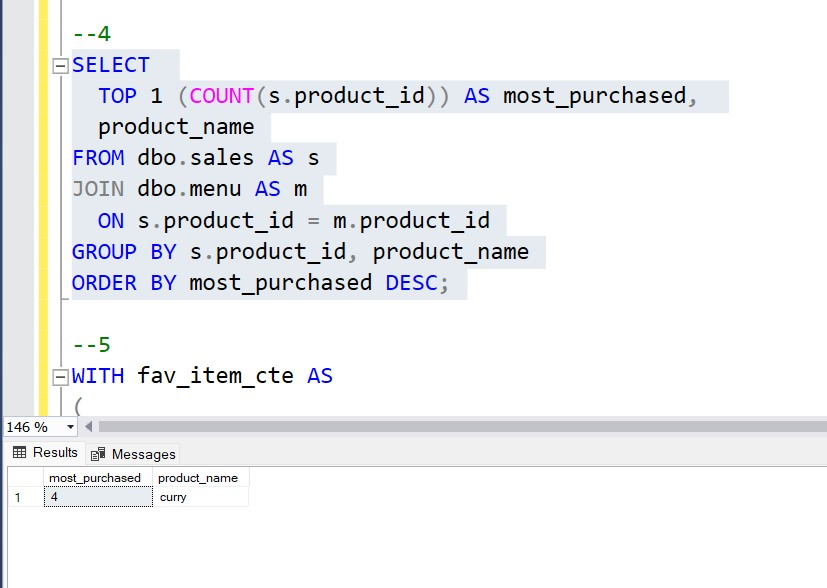 --4
SELECT
TOP 1 (COUNT(s.product_id)) AS most_purchased,
product_name
FROM dbo.sales AS s
JOIN dbo.menu AS m
ON s.product_id = m.product_id
GROUP BY s.product_id, product_name
ORDER BY most_purchased DESC;
--5
WITH fav_item_cte AS
(
146 %
Results Messages
most_purchased product_name
1 4 curry